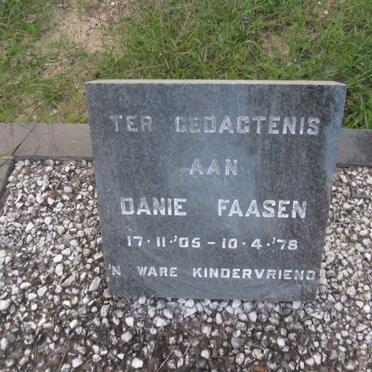 TER GEDAGTENIS
AAN
DANIE FAASEN
17·11·'05 - 10·4·'78
'N WARE KINDERVRIEND